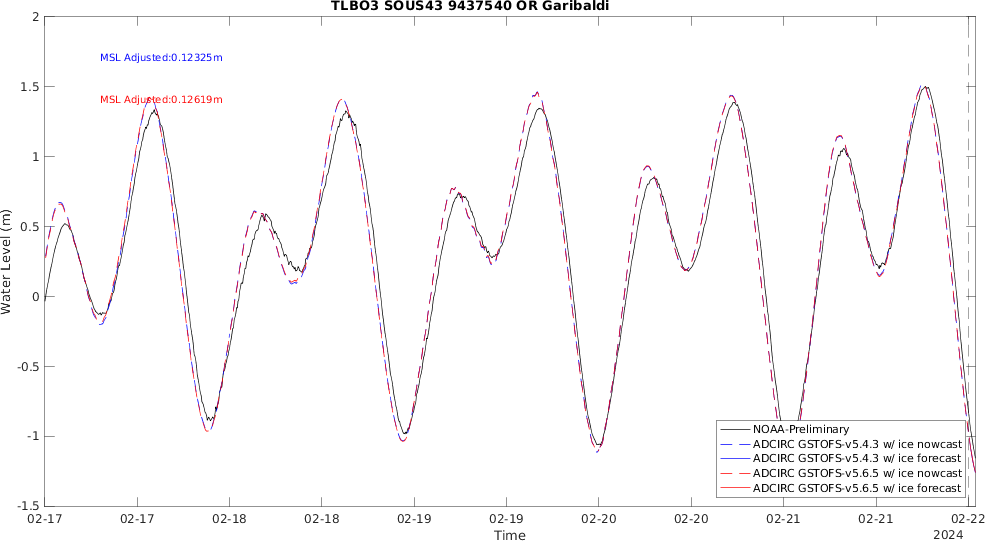 TLBO3 SOUS43 9437540 OR Garibaldi
MSL Adjusted:0.12325m
MSL Adjusted:0.12619m
Water Level (m)
2
1.5
1
0.5
0
-0.5
-1
-1.5
NOAA-Preliminary
ADCIRC GSTOFS-v5.4.3 w/ ice nowcast
ADCIRC GSTOFS-v5.4.3 w/ ice forecast
ADCIRC GSTOFS-v5.6.5 w/ ice nowcast
ADCIRC GSTOFS-v5.6.5 w/ ice forecast
02-17 02-17 02-18 02-18 02-19 02-19 02-20 02-20 02-21 02-21 02-22
Time
2024